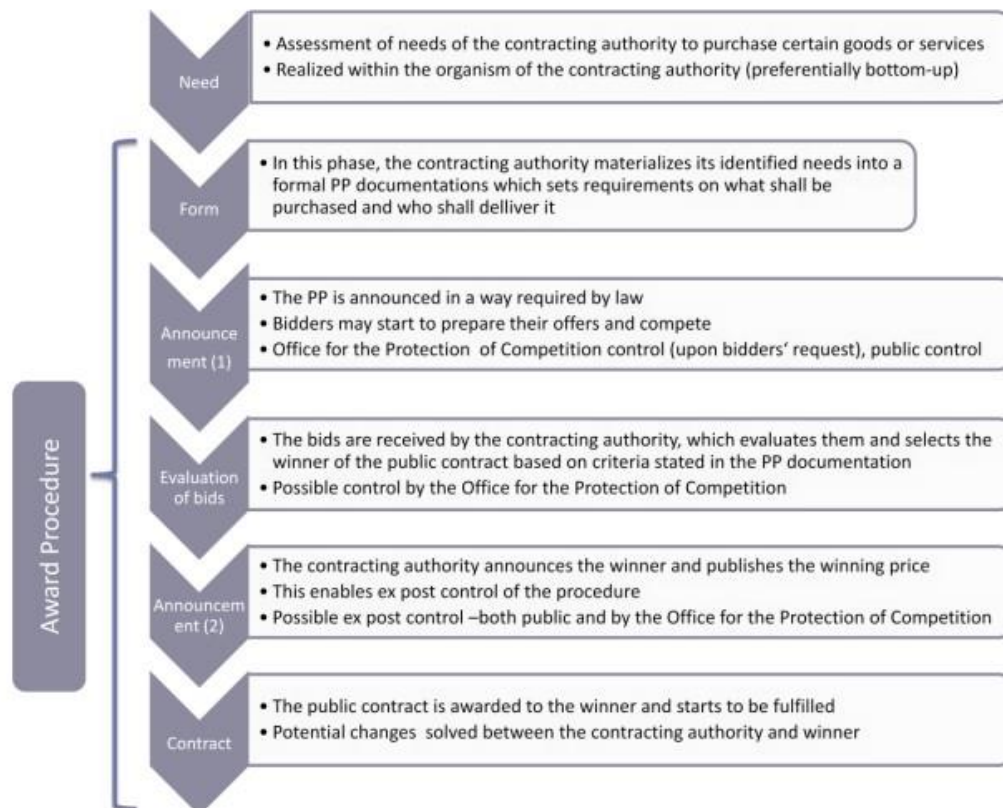 Need
• Assessment of needs of the contracting authority to purchase certain goods or services
• Realized within the organism of the contracting authority (preferentially bottom-up)
Form
• In this phase, the contracting authority materializes its identified needs into a
formal PP documentations which sets requirements on what shall be
purchased and who shall delliver it
Announce
ment (1)
• The PP is announced in a way required by law
• Bidders may start to prepare their offers and compete
• Office for the Protection of Competition control (upon bidders‘ request), public control
Award Procedure
Evaluation
of bids
• The bids are received by the contracting authority, which evaluates them and selects the
winner of the public contract based on criteria stated in the PP documentation
• Possible control by the Office for the Protection of Competition
Announcem
ent (2)
• The contracting authority announces the winner and publishes the winning price
• This enables ex post control of the procedure
• Possible ex post control –both public and by the Office for the Protection of Competition
Contract
• The public contract is awarded to the winner and starts to be fulfilled
• Potential changes solved between the contracting authority and winner